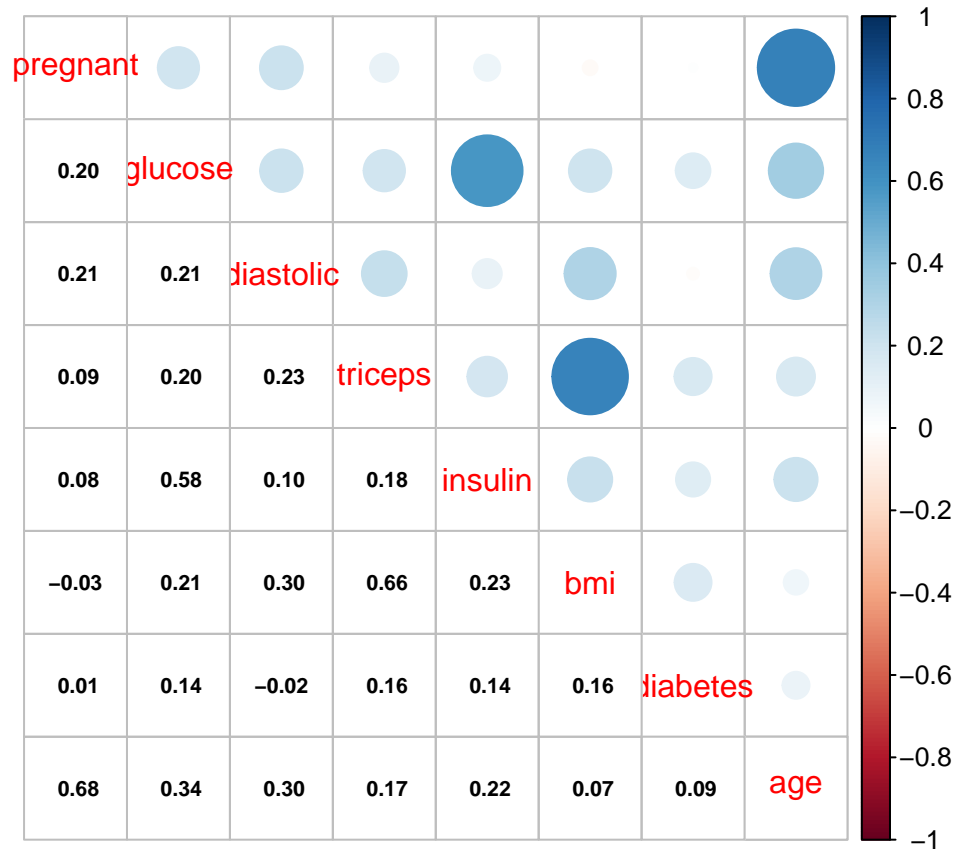 pregnant
0.20 glucose
0.21 0.21 diastolic
0.09 0.20 0.23 triceps
0.08 0.58 0.10 0.18 insulin
−0.03 0.21 0.30 0.66 0.23 bmi
0.01 0.14 −0.02 0.16 0.14 0.16 diabetes
0.68 0.34 0.30 0.17 0.22 0.07 0.09 age
1
0.8
0.6
0.4
0.2
0
−0.2
−0.4
−0.6
−0.8
−1